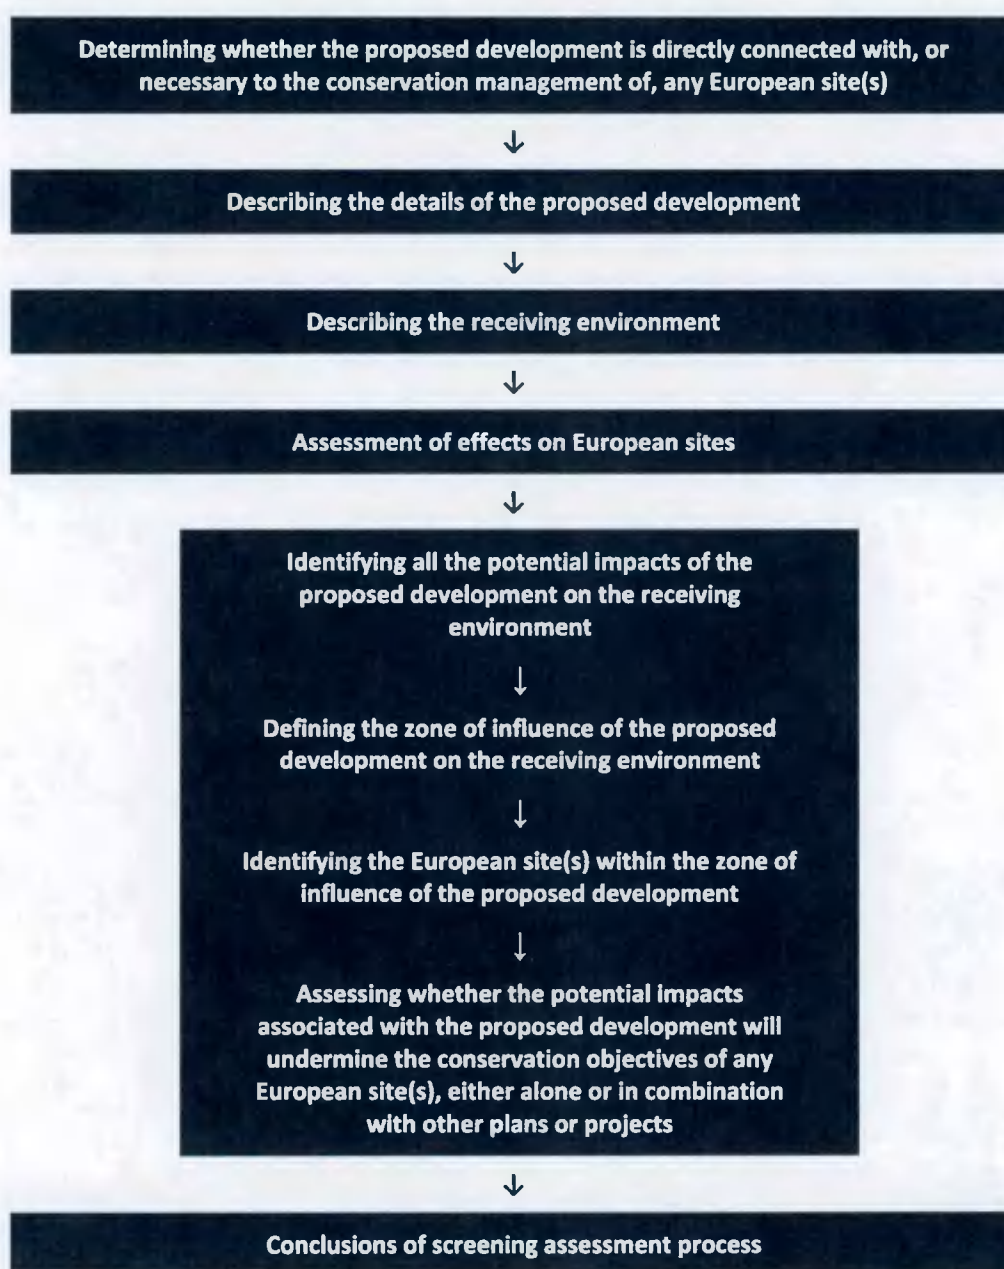 Determining whether the proposed development is directly connected with, or
necessary to the conservation management of, any European site(s)
↓
Describing the details of the proposed development
↓
Describing the receiving environment
↓
Assessment of effects on European sites
↓
Identifying all the potential impacts of the
proposed development on the receiving
environment
↓
Defining the zone of influence of the proposed
development on the receiving environment
↓
Identifying the European site(s) within the zone of
influence of the proposed development
↓
Assessing whether the potential impacts
associated with the proposed development will
undermine the conservation objectives of any
European site(s), either alone or in combination
with other plans or projects
↓
Conclusions of screening assessment process